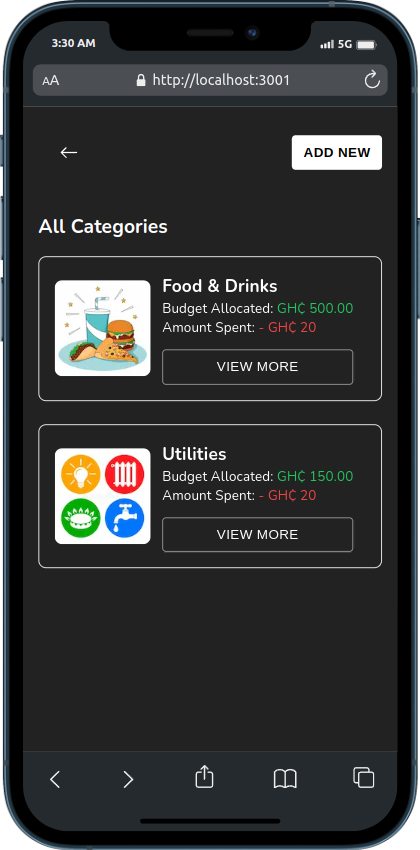 3:30 AM
5G
AA
http://localhost:3001
ADD NEW
All Categories
Food & Drinks
Budget Allocated: GH₵ 500.00
Amount Spent: - GH₵ 20
VIEW MORE
Utilities
Budget Allocated: GH₵ 150.00
Amount Spent: - GH₵ 20
VIEW MORE